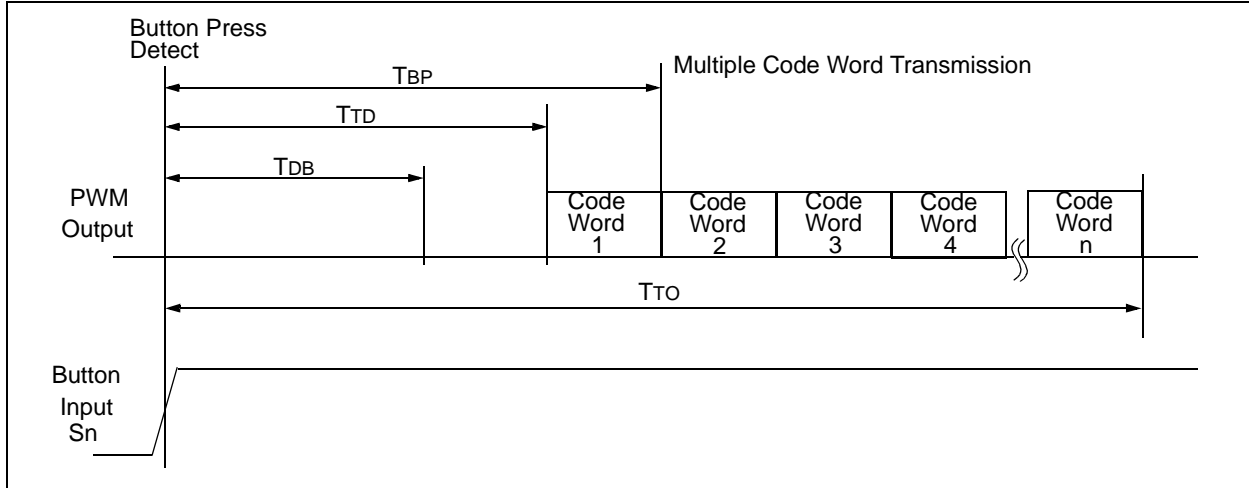 Button Press
Detect
TBP
Multiple Code Word Transmission
TTD
TDB
PWM
Output
Code
Word
1
Code
Word
2
Code
Word
3
Code
Word
4
Code
Word
n
TTO
Button
Input
Sn